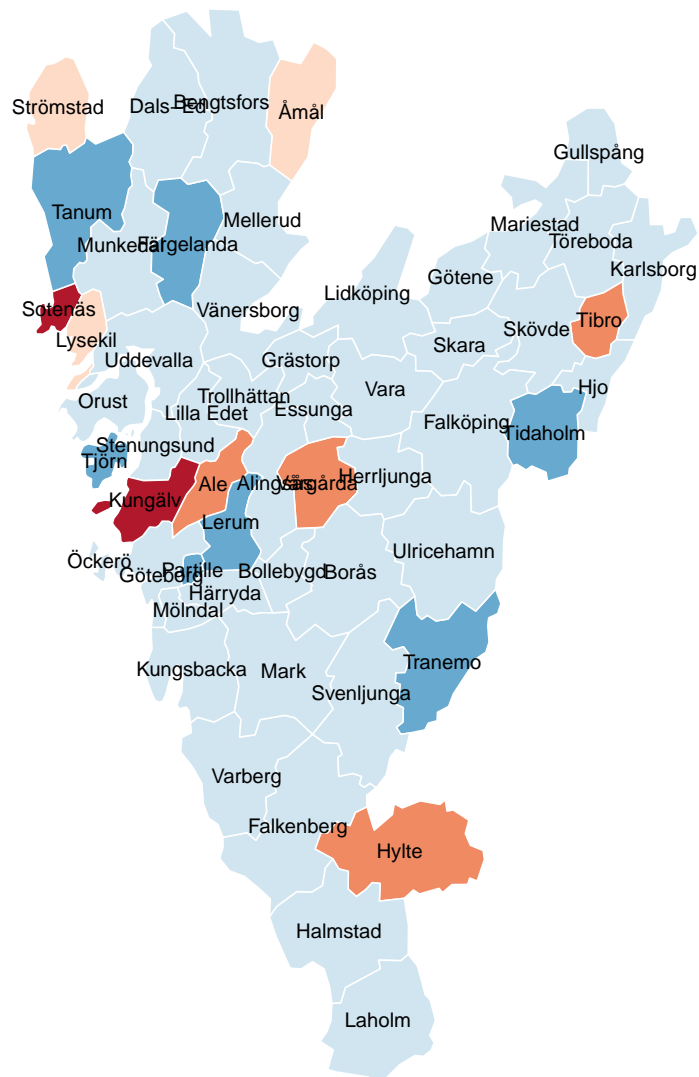 Strömstad
Dals−Ed
Bengtsfors
Åmål
Gullspång
Tanum
Munkedal
Färgelanda
Mellerud
Mariestad
Töreboda
Karlsborg
Götene
Lidköping
Sotenäs
Vänersborg
Tibro
Skövde
Lysekil
Skara
Uddevalla
Grästorp
Hjo
Vara
Trollhättan
Orust
Lilla Edet
Essunga
Falköping
Tidaholm
Stenungsund
Tjörn
Herrljunga
Ale
Alingsås
Vårgårda
Kungälv
Lerum
Ulricehamn
Öckerö
Partille
Bollebygd
Borås
Göteborg
Härryda
Mölndal
Tranemo
Kungsbacka
Mark
Svenljunga
Varberg
Falkenberg
Hylte
Halmstad
Laholm